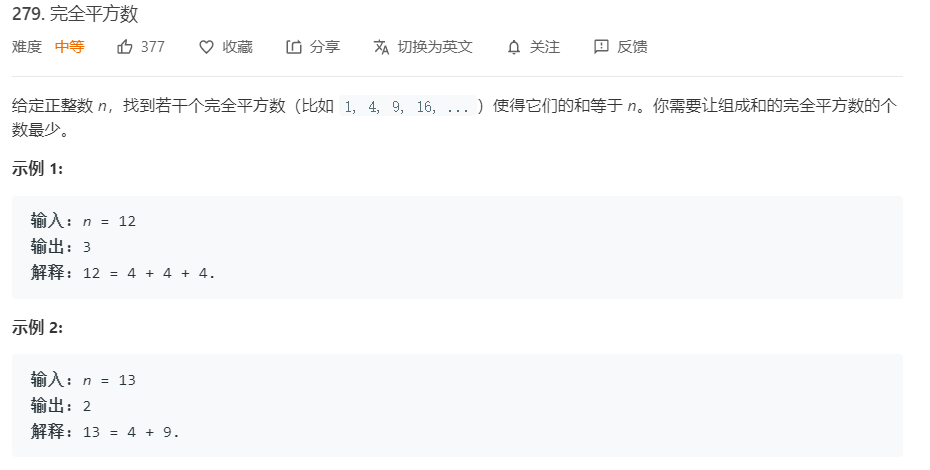 279. 完全平方数
难度 中等 377 收藏 分享 切换为英文 关注 反馈
给定正整数 n，找到若干个完全平方数（比如 1, 4, 9, 16, ... ）使得它们的和等于 n。你需要让组成和的完全平方数的个
数最少。
示例 1:
输入：n = 12
输出：3
解释：12 = 4 + 4 + 4.
示例 2:
输入：n = 13
输出：2
解释：13 = 4 + 9.